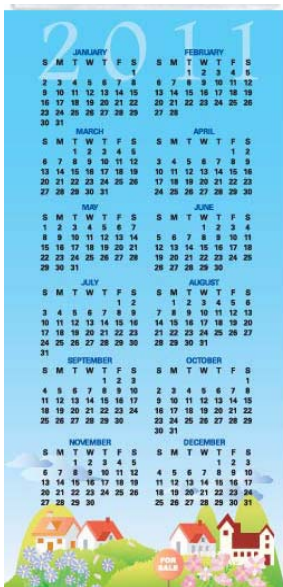 2011
JANUARY
S M T W T F S
1
2 3 4 5 6 7 8
9 10 11 12 13 14 15
16 17 18 19 20 21 22
23 24 25 26 27 28 29
30 31
FEBRUARY
S M T W T F S
1 2 3 4 5
6 7 8 9 10 11 12
13 14 15 16 17 18 19
20 21 22 23 24 25 26
27 28
MARCH
S M T W T F S
1 2 3 4 5
6 7 8 9 10 11 12
13 14 15 16 17 18 19
20 21 22 23 24 25 26
27 28 29 30 31
APRIL
S M T W T F S
1 2
3 4 5 6 7 8 9
10 11 12 13 14 15 16
17 18 19 20 21 22 23
24 25 26 27 28 29 30
MAY
S M T W T F S
1 2 3 4 5 6 7
8 9 10 11 12 13 14
15 16 17 18 19 20 21
22 23 24 25 26 27 28
29 30 31
JUNE
S M T W T F S
1 2 3 4
5 6 7 8 9 10 11
12 13 14 15 16 17 18
19 20 21 22 23 24 25
26 27 28 29 30
JULY
S M T W T F S
1 2
3 4 5 6 7 8 9
10 11 12 13 14 15 16
17 18 19 20 21 22 23
24 25 26 27 28 29 30
31
AUGUST
S M T W T F S
1 2 3 4 5 6
7 8 9 10 11 12 13
14 15 16 17 18 19 20
21 22 23 24 25 26 27
28 29 30 31
SEPTEMBER
S M T W T F S
1 2 3
4 5 6 7 8 9 10
11 12 13 14 15 16 17
18 19 20 21 22 23 24
25 26 27 28 29 30
OCTOBER
S M T W T F S
1
2 3 4 5 6 7 8
9 10 11 12 13 14 15
16 17 18 19 20 21 22
23 24 25 26 27 28 29
30 31
NOVEMBER
S M T W T F S
1 2 3 4 5
6 7 8 9 10 11 12
13 14 15 16 17 18 19
20 21 22 23 24 25 26
27 28 29 30
DECEMBER
S M T W T F S
1 2 3
4 5 6 7 8 9 10
11 12 13 14 15 16 17
18 19 20 21 22 23 24
25 26 27 28 29 30 31
FOR
SALE